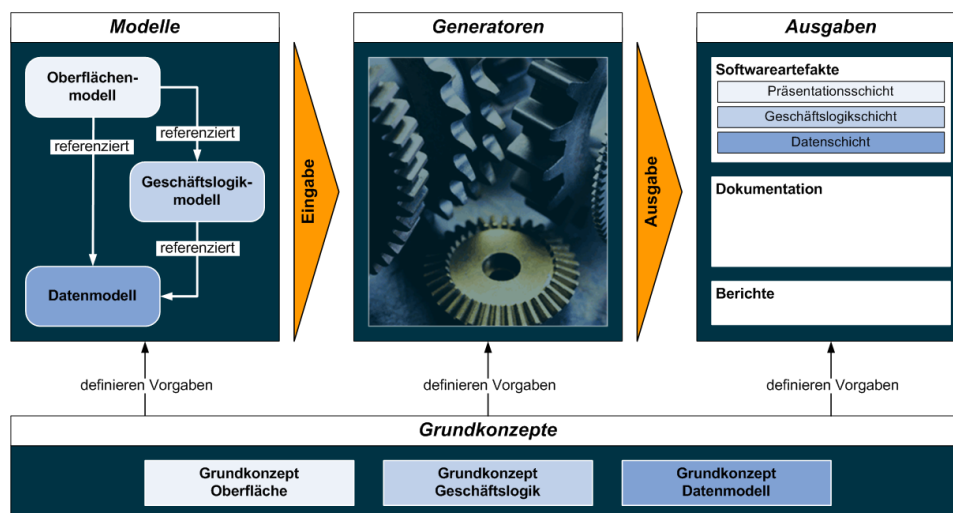 Modelle
Oberflächen-
modell
referenziert
referenziert
Geschäftslogik-
modell
referenziert
Datenmodell
Eingabe
Generatoren
Ausgabe
Ausgaben
Softwareartefakte
Präsentationsschicht
Geschäftslogikschicht
Datenschicht
Dokumentation
Berichte
definieren Vorgaben
definieren Vorgaben
definieren Vorgaben
Grundkonzepte
Grundkonzept
Oberfläche
Grundkonzept
Geschäftslogik
Grundkonzept
Datenmodell